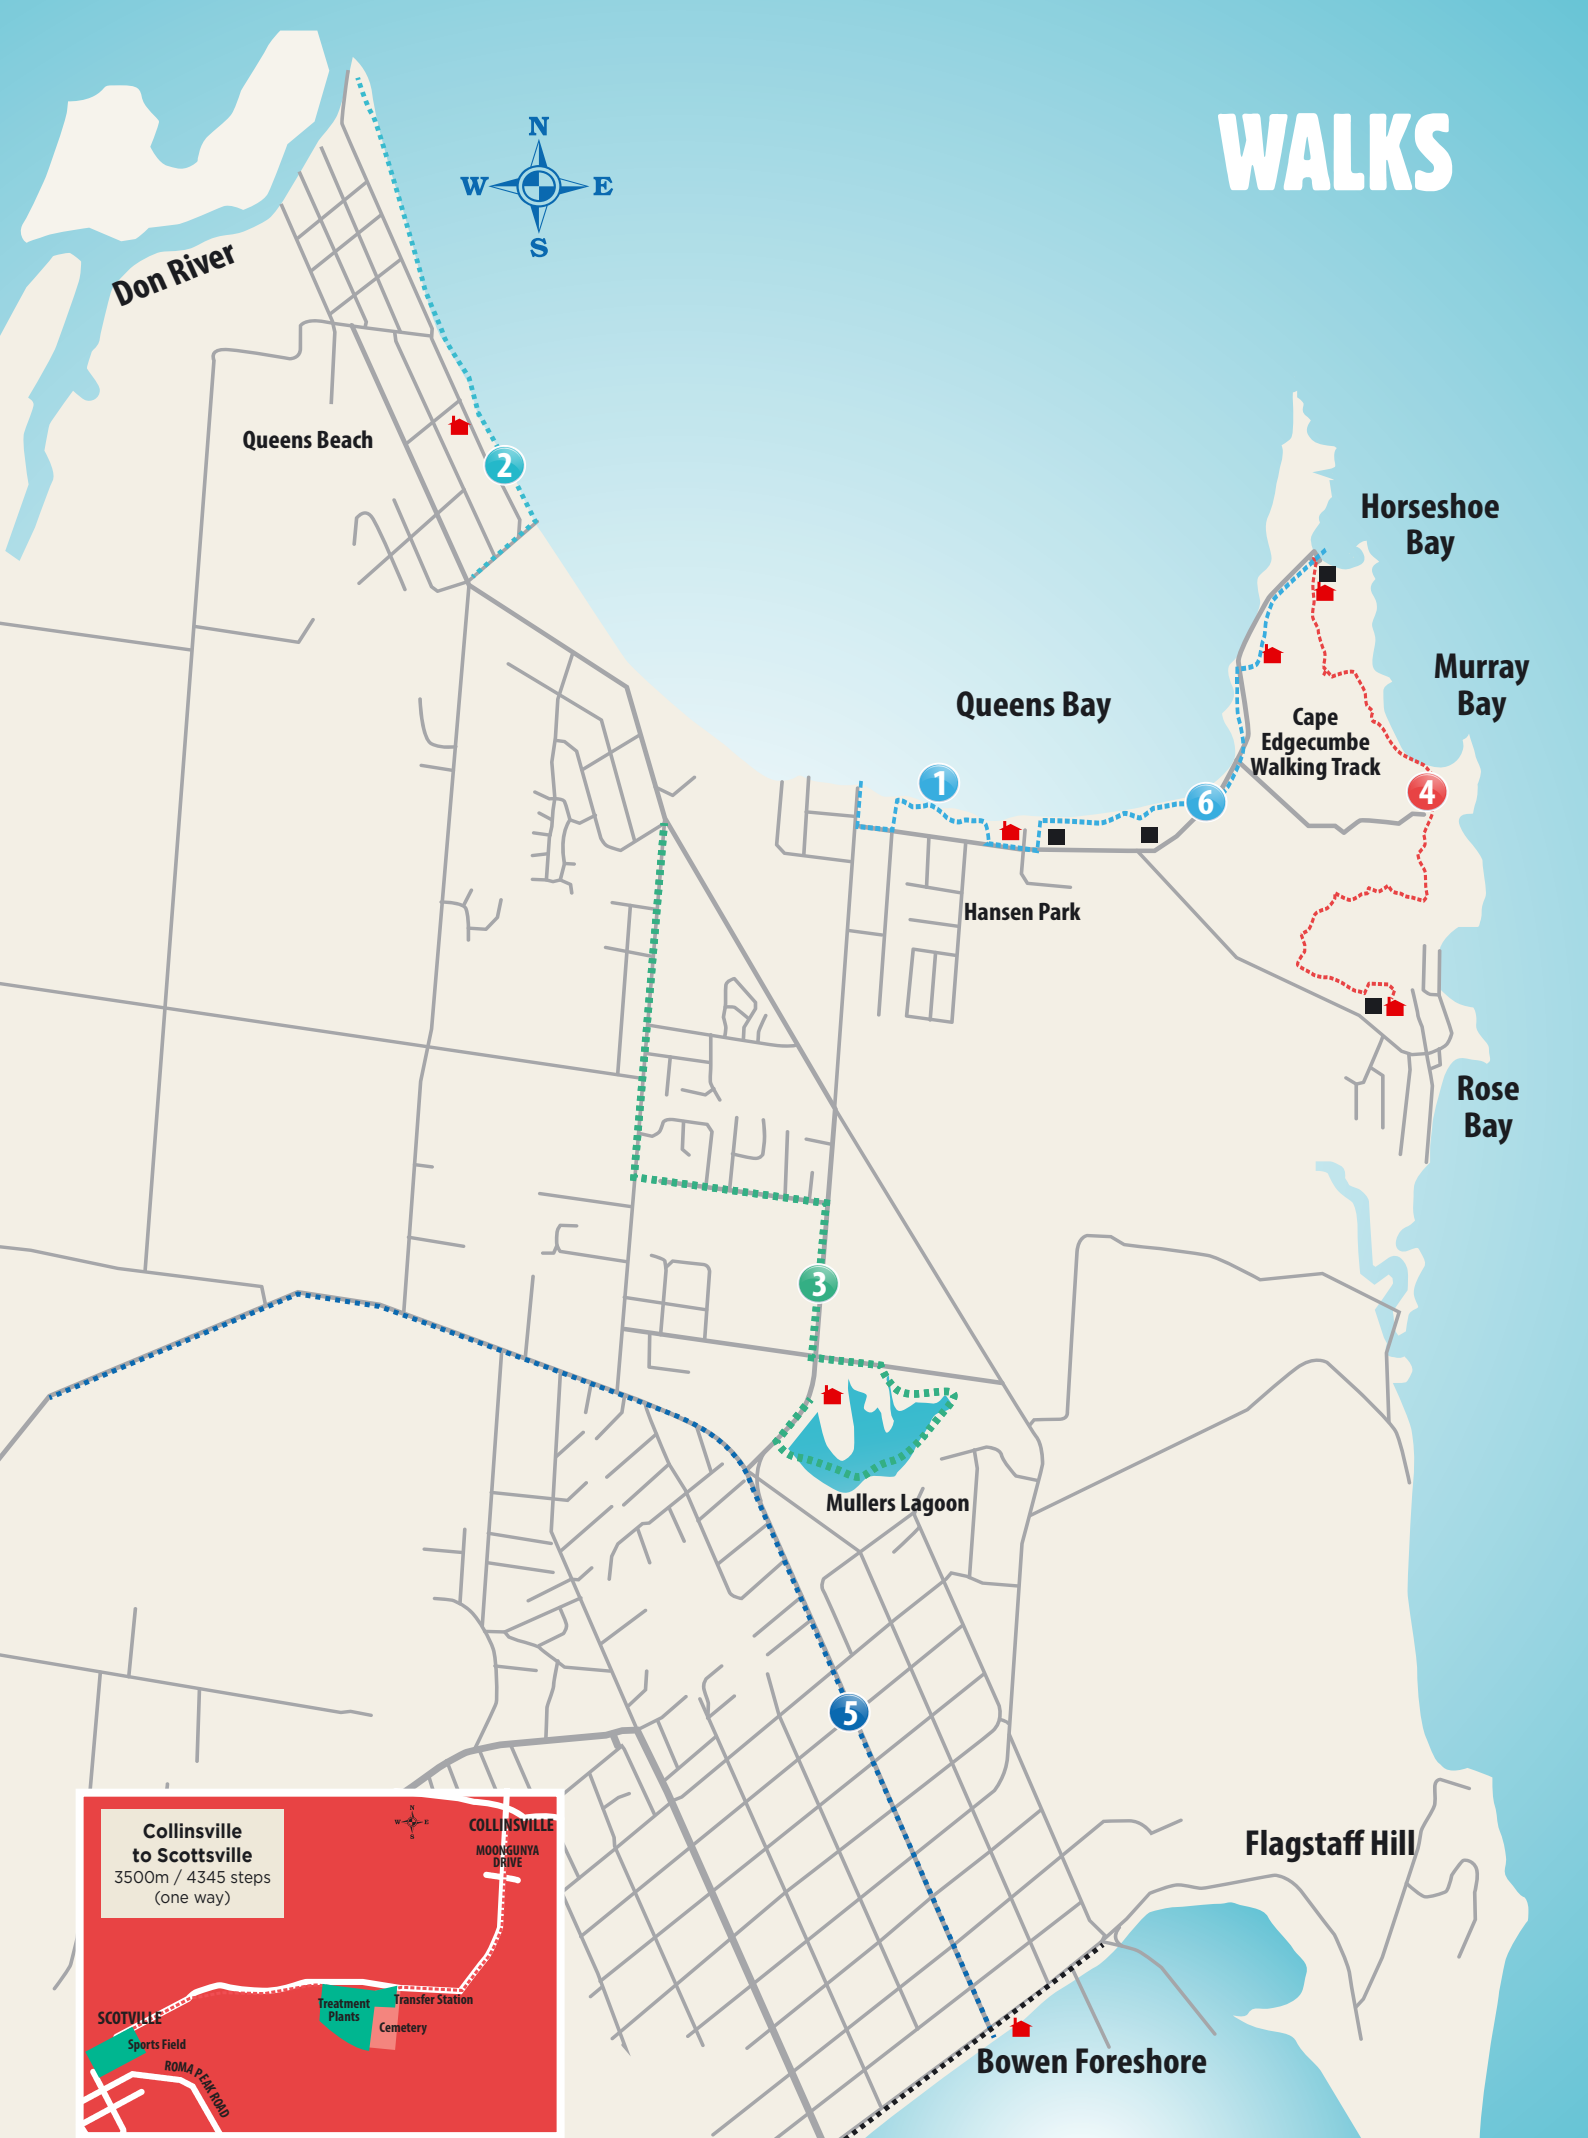 WALKS
N
W E
S
Don River
Queens Beach
2
Horsehoe
Bay
Murray
Bay
Queens Bay
Cape
Edgecumbe
Walking Track
1
6
4
Hansen Park
Rose
Bay
3
Mullers Lagoon
5
Flagstaff Hill
Bowen Foreshore
Collinsville
to Scottsville
3500m / 4345 steps
(one way)
N
W E
S
COLLINSVILLE
MOONGUNYA
DRIVE
Treatment
Plants
Transfer Station
Cemetery
SCOTVILLE
Sports Field
ROMA PEAK ROAD